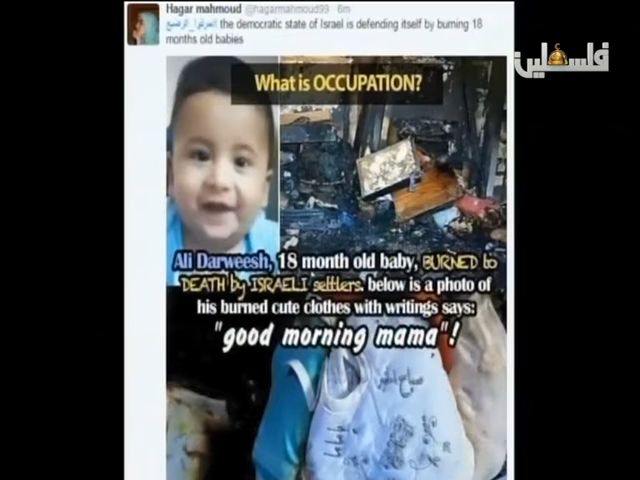 Hagar mahmoud @hagarmahmoud99 6m
the democratic state of Israel is defending itself by burning 18
months old babies
فلسطين
What is OCCUPATION?
Ali Darweesh, 18 month old baby, BURNED to
DEATH by ISRAELI settlers. below is a photo of
his burned cute clothes with writings says:
"good morning mama"!